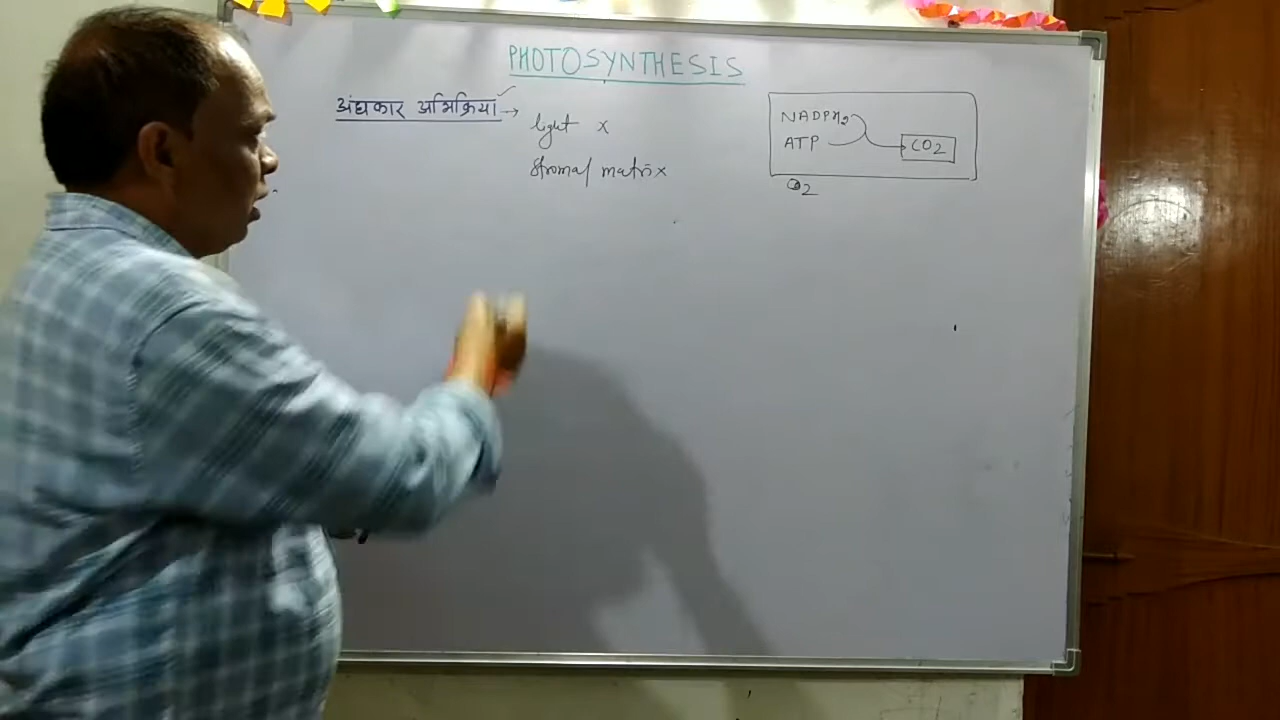 PHOTOSYNTHESIS
अंधकार अभिक्रिया →
light x
stromal matrix
NADPH2
ATP
CO2
O2